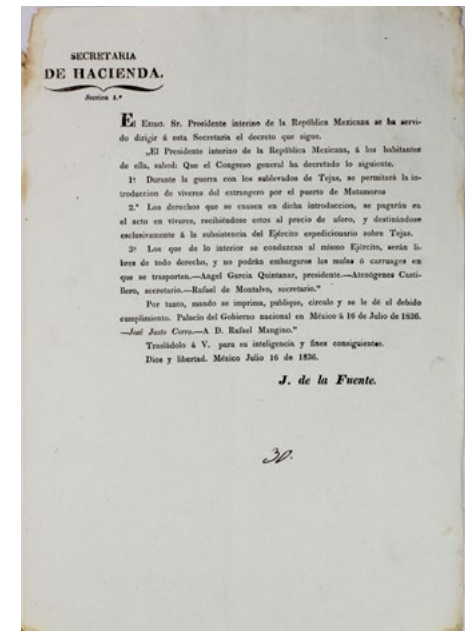 SECRETARIA
DE HACIENDA.
Seccion 1.ª
El Exmo. Sr. Presidente interino de la República Mexicana se ha servi-
do dirigir á esta Secretaria el decreto que sigue.
„El Presidente interino de la República Mexicana, á los habitantes
de ella, sabed: Que el Congreso general ha decretado lo siguiente.
1º Durante la guerra con los sublevados de Tejas, se permitirá la in-
troduccion de viveres del extrangero por el puerto de Matamoros
2.º Los derechos que se causen en dicha introduccion, se pagarán en
el acto en vivares, recibiéndose estos al precio de aforo, y destinándose
esclusivamente á la subsistencia del Ejército espedicionario sobre Tejas.
3º Los que de lo interior se conduzcan al mismo Ejército, serán li-
bres de todo derecho, y no podrán embargarse las mulas ó carruages en
que se trasporten.—Angel Garcia Quintanar, presidente.—Atenógenes Casti-
llero, secretario.—Rafael de Montalvo, secretario."
Por tanto, mando se imprima, publique, circule y se le dé el debido
cumplimiento. Palacio del Gobierno nacional en México á 16 de Julio de 1836.
—José Justo Corro.—A D. Rafael Mangino."
Trasládolo á V. para su inteligencia y fines consiguientes.
Dios y libertad. México Julio 16 de 1836.
J. de la Fuente.
30.